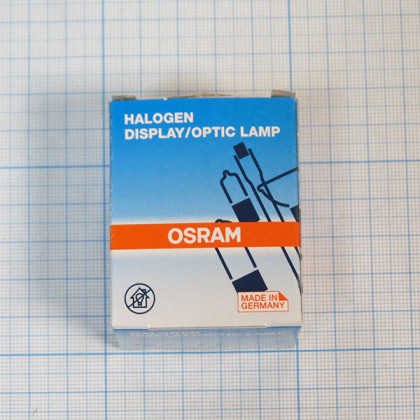 HALOGEN
DISPLAY/OPTIC LAMP
OSRAM
MADE IN
GERMANY